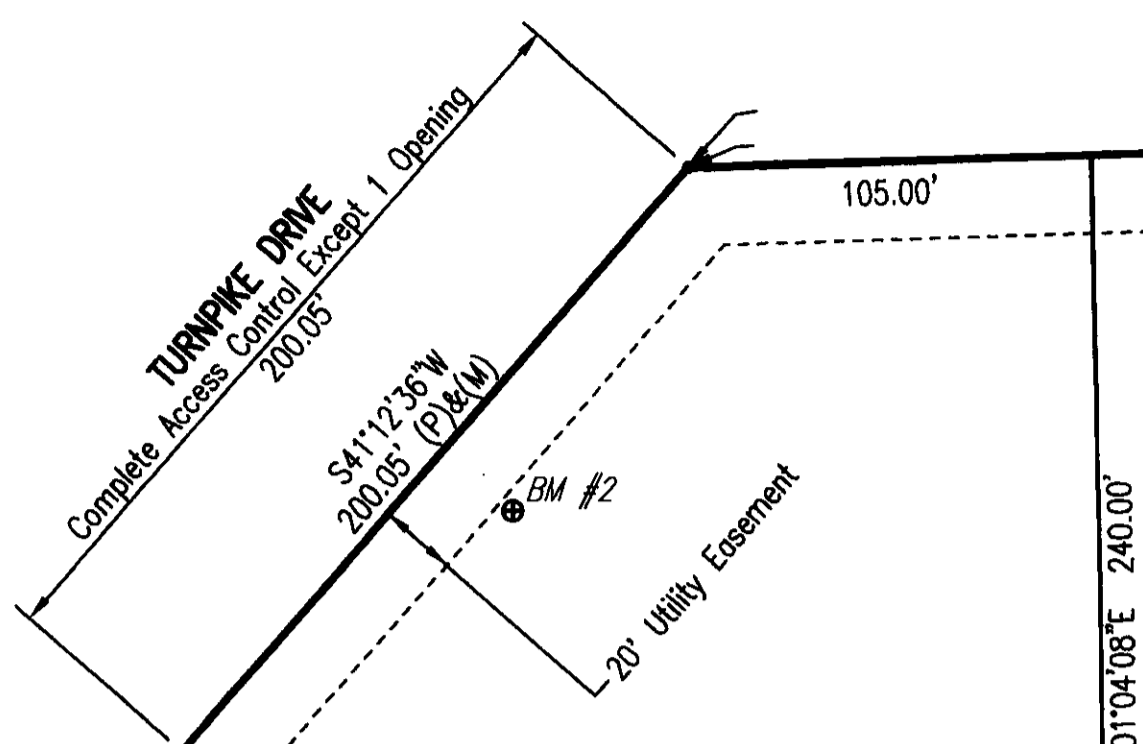 TURNPIKE DRIVE
Complete Access Control Except 1 Opening
200.05'
S41°12'36"W
200.05' (P)&(M)
105.00'
BM #2
20' Utility Easement
01°04'08"E 240.00'